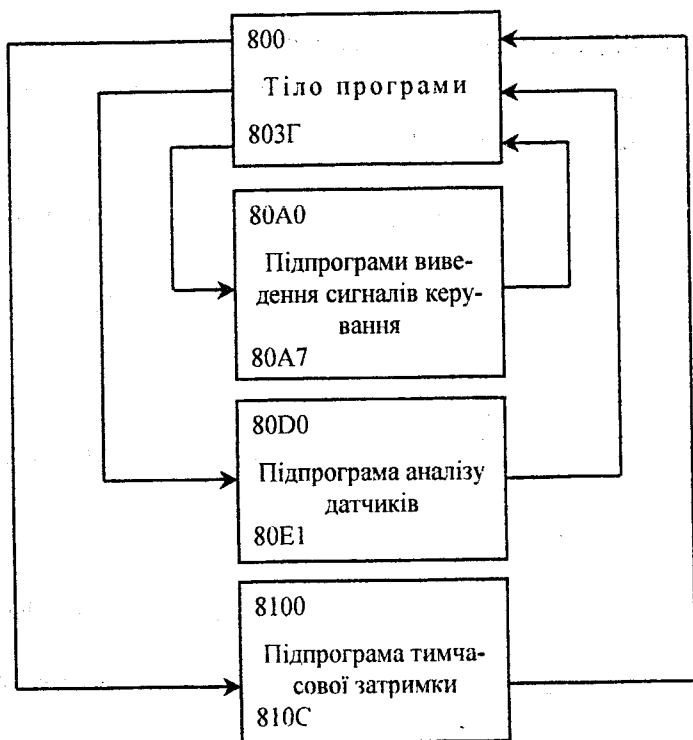 800
Тіло програми
803Г
80A0
Підпрограми виве-
дення сигналів керу-
вання
80A7
80D0
Підпрограма аналізу
датчиків
80E1
8100
Підпрограма тимча-
сової затримки
810C